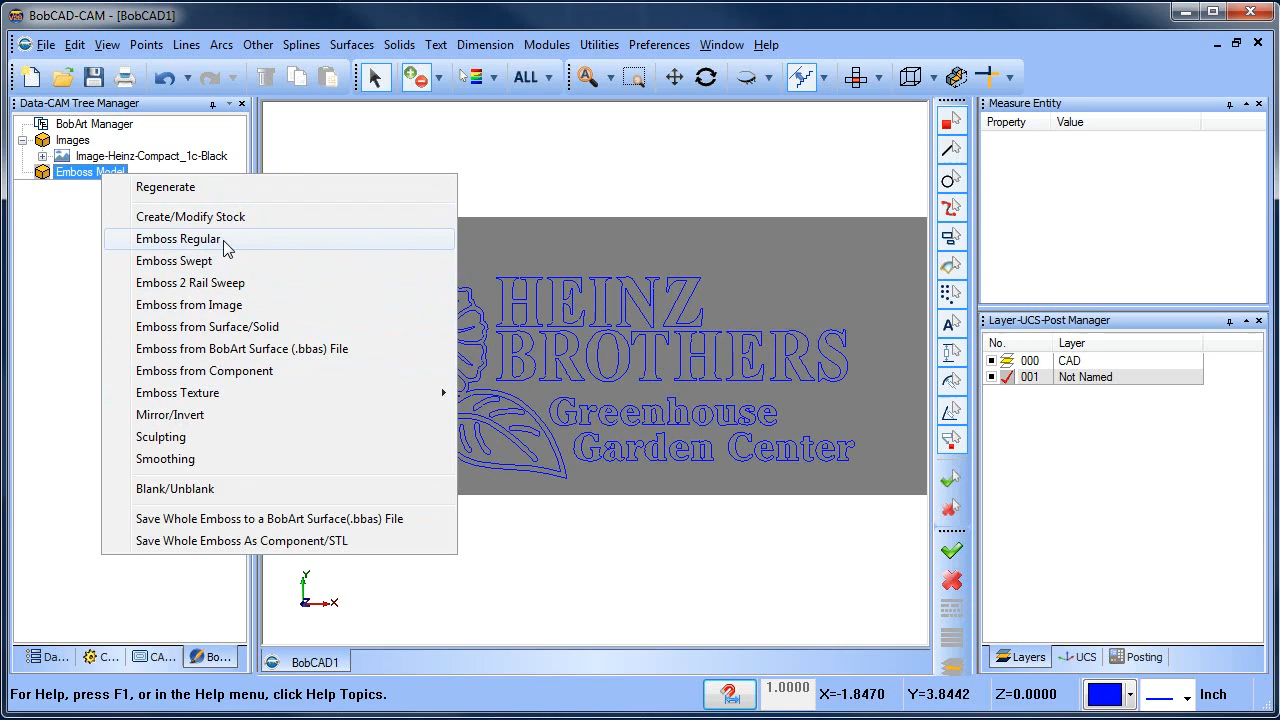 BobCAD-CAM - [BobCAD1]
File Edit View Points Lines Arcs Other Splines Surfaces Solids Text Dimension Modules Utilities Preferences Window Help
ALL
Data-CAM Tree Manager
BobArt Manager
Images
Image-Heinz-Compact_1c-Black
Emboss Model
Regenerate
Create/Modify Stock
Emboss Regular
Emboss Swept
Emboss 2 Rail Sweep
Emboss from Image
Emboss from Surface/Solid
Emboss from BobArt Surface (.bbas) File
Emboss from Component
Emboss Texture
Mirror/Invert
Sculpting
Smoothing
Blank/Unblank
Save Whole Emboss to a BobArt Surface(.bbas) File
Save Whole Emboss As Component/STL
HEINZ
BROTHERS
Greenhouse
Garden Center
Y
Z
X
Measure Entity
Property Value
Layer-UCS-Post Manager
No. Layer
000 CAD
001 Not Named
Da... C... CA... Bo...
BobCAD1
Layers UCS Posting
For Help, press F1, or in the Help menu, click Help Topics.
1.0000 X=-1.8470 Y=3.8442 Z=0.0000 Inch